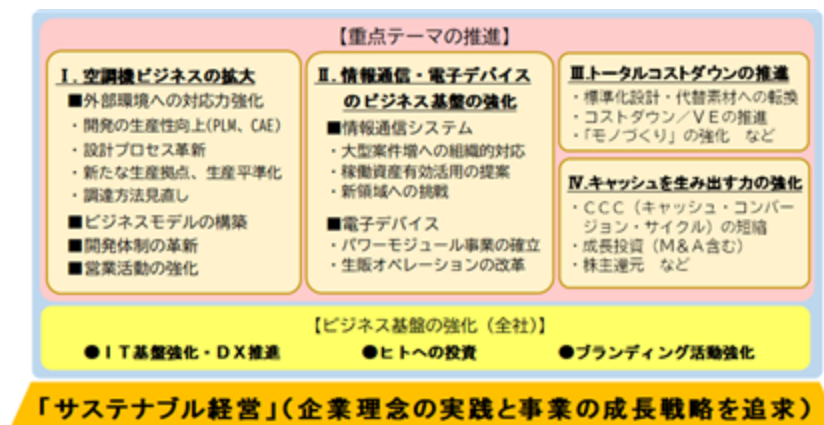 【重点テーマの推進】
Ⅰ.空調機ビジネスの拡大
■外部環境への対応力強化
・開発の生産性向上(PLM、CAE)
・設計プロセス革新
・新たな生産拠点、生産平準化
・調達方法見直し
■ビジネスモデルの構築
■開発体制の革新
■営業活動の強化
Ⅱ.情報通信・電子デバイス
のビジネス基盤の強化
■情報通信システム
・大型案件増への組織的対応
・稼働資産有効活用の提案
・新領域への挑戦
■電子デバイス
・パワーモジュール事業の確立
・生販オペレーションの改革
Ⅲ.トータルコストダウンの推進
・標準化設計・代替素材への転換
・コストダウン/VEの推進
・「モノづくり」の強化 など
Ⅳ.キャッシュを生み出す力の強化
・CCC(キャッシュ・コンバー
ジョン・サイクル)の短縮
・成長投資(M&A含む)
・株主還元 など
【ビジネス基盤の強化(全社)】
●IT基盤強化・DX推進 ●ヒトへの投資 ●ブランディング活動強化
「サステナブル経営」(企業理念の実践と事業の成長戦略を追求)